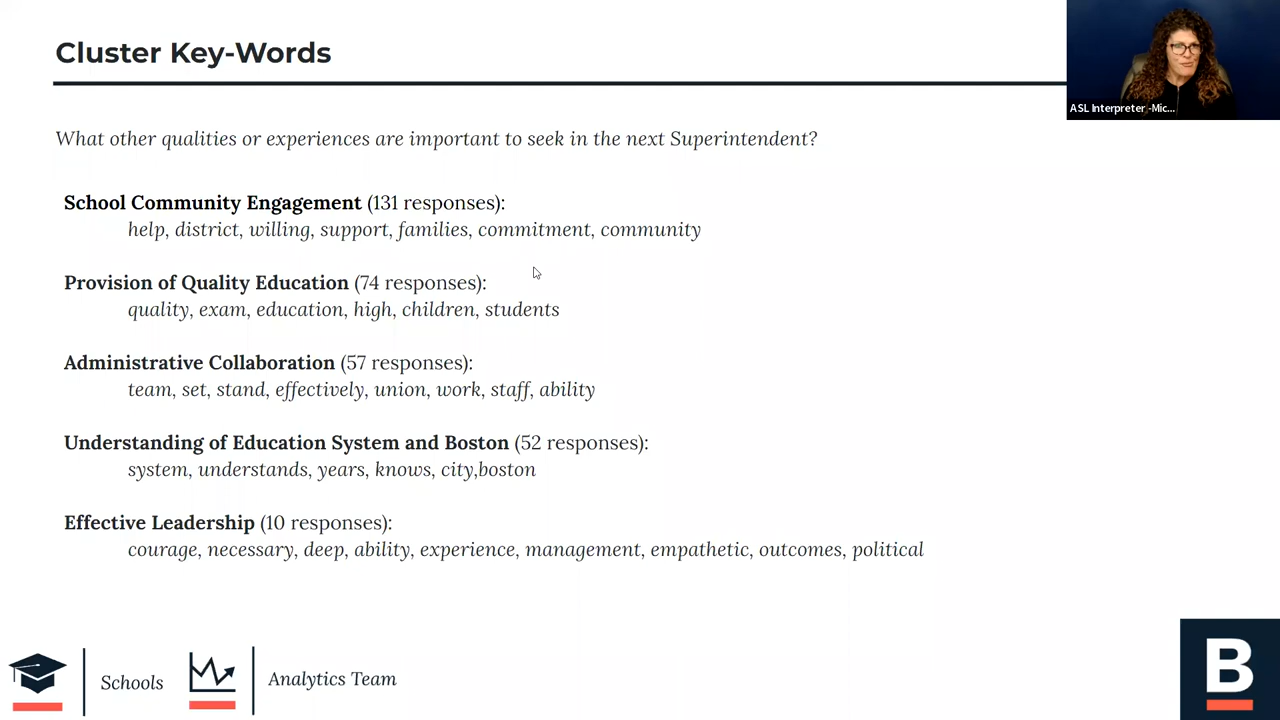 Cluster Key-Words
ASL Interpreter -Mic...
What other qualities or experiences are important to seek in the next Superintendent?
School Community Engagement (131 responses):
help, district, willing, support, families, commitment, community
Provision of Quality Education (74 responses):
quality, exam, education, high, children, students
Administrative Collaboration (57 responses):
team, set, stand, effectively, union, work, staff, ability
Understanding of Education System and Boston (52 responses):
system, understands, years, knows, city,boston
Effective Leadership (10 responses):
courage, necessary, deep, ability, experience, management, empathetic, outcomes, political
Schools
Analytics Team
B